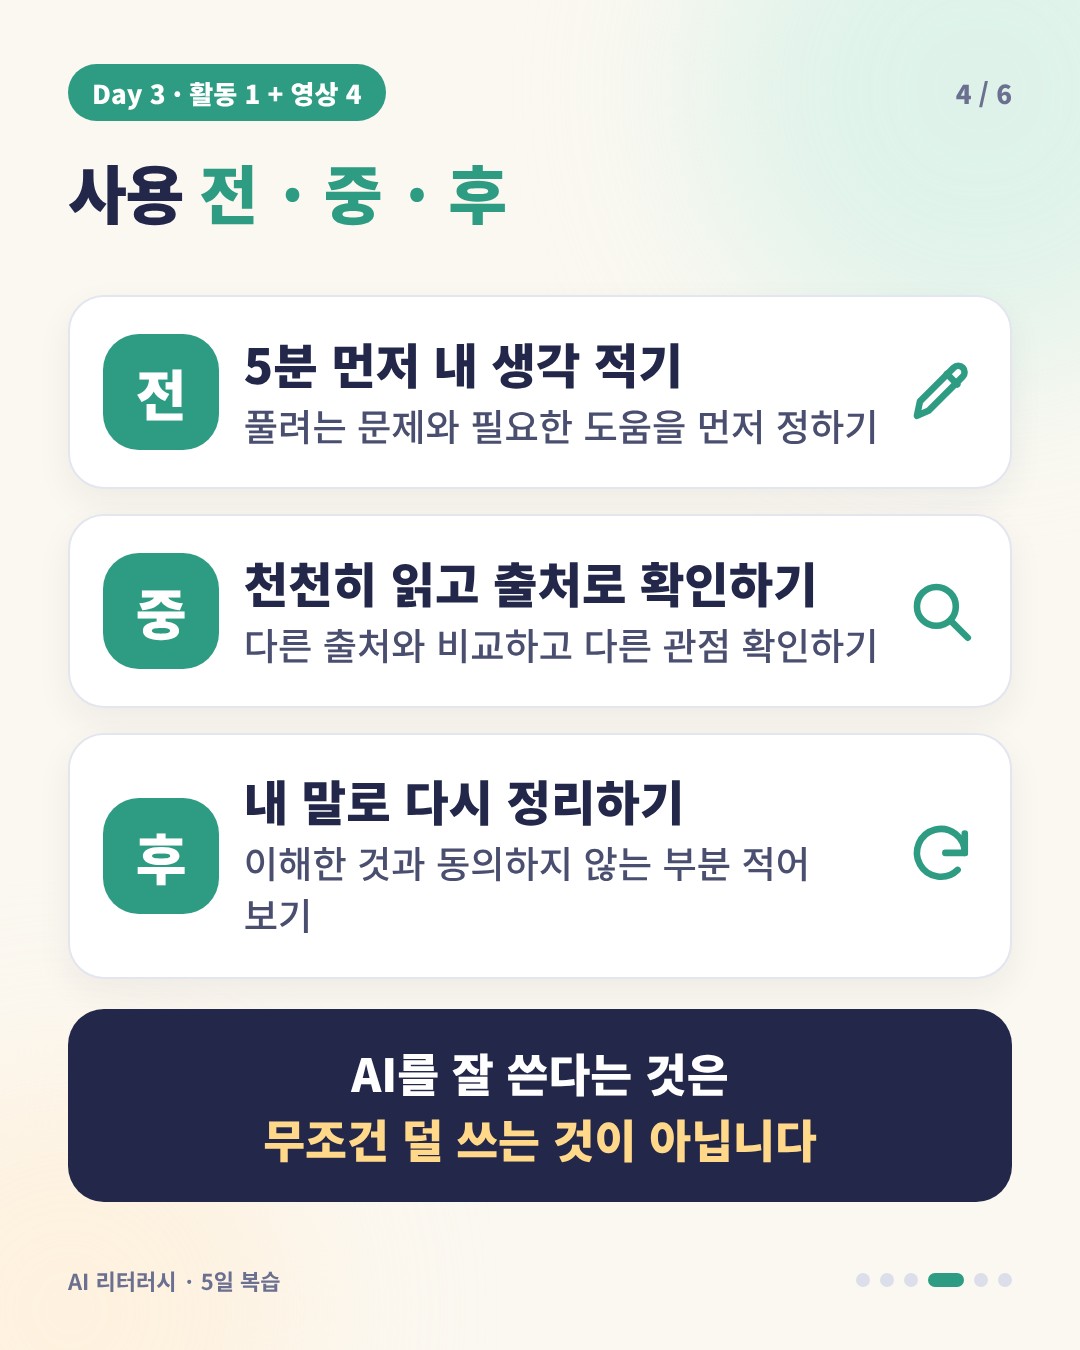 Day 3 · 활동 1 + 영상 4
4 / 6
사용 전 · 중 · 후
전
5분 먼저 내 생각 적기
풀려는 문제와 필요한 도움을 먼저 정하기
중
천천히 읽고 출처로 확인하기
다른 출처와 비교하고 다른 관점 확인하기
후
내 말로 다시 정리하기
이해한 것과 동의하지 않는 부분 적어
보기
AI를 잘 쓴다는 것은
무조건 덜 쓰는 것이 아닙니다
AI 리터러시 · 5일 복습